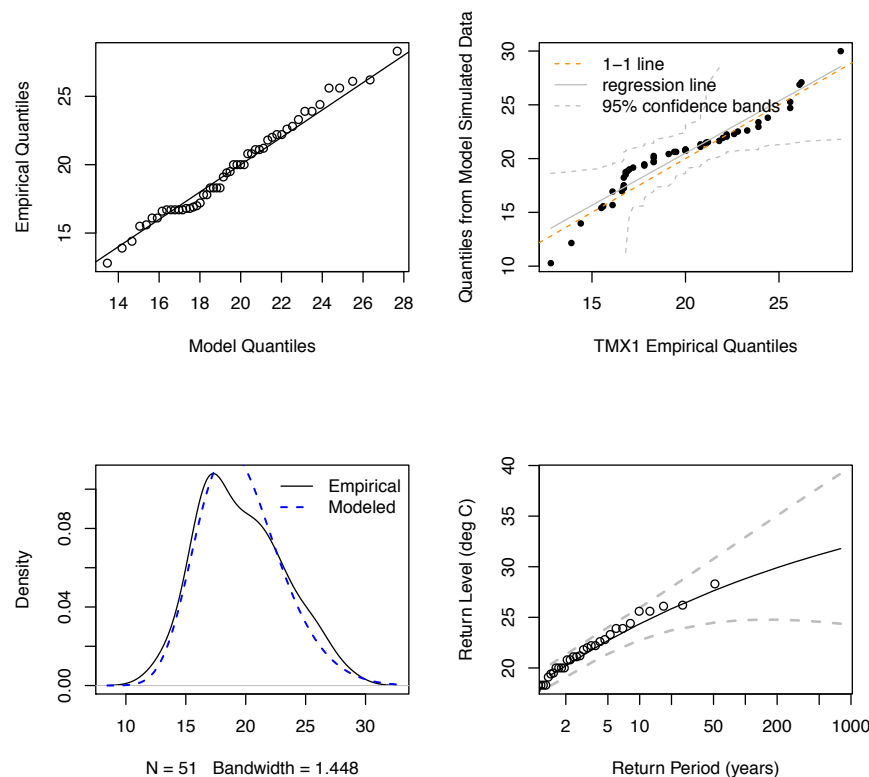 Empirical Quantiles
15
20
25
14
16
18
20
22
24
26
28
Model Quantiles
Quantiles from Model Simulated Data
10
15
20
25
30
1−1 line
regression line
95% confidence bands
15
20
25
TMX1 Empirical Quantiles
Density
0.00
0.04
0.08
Empirical
Modeled
10
15
20
25
30
N = 51 Bandwidth = 1.448
Return Level (deg C)
20
25
30
35
40
2
5
10
50
200
1000
Return Period (years)